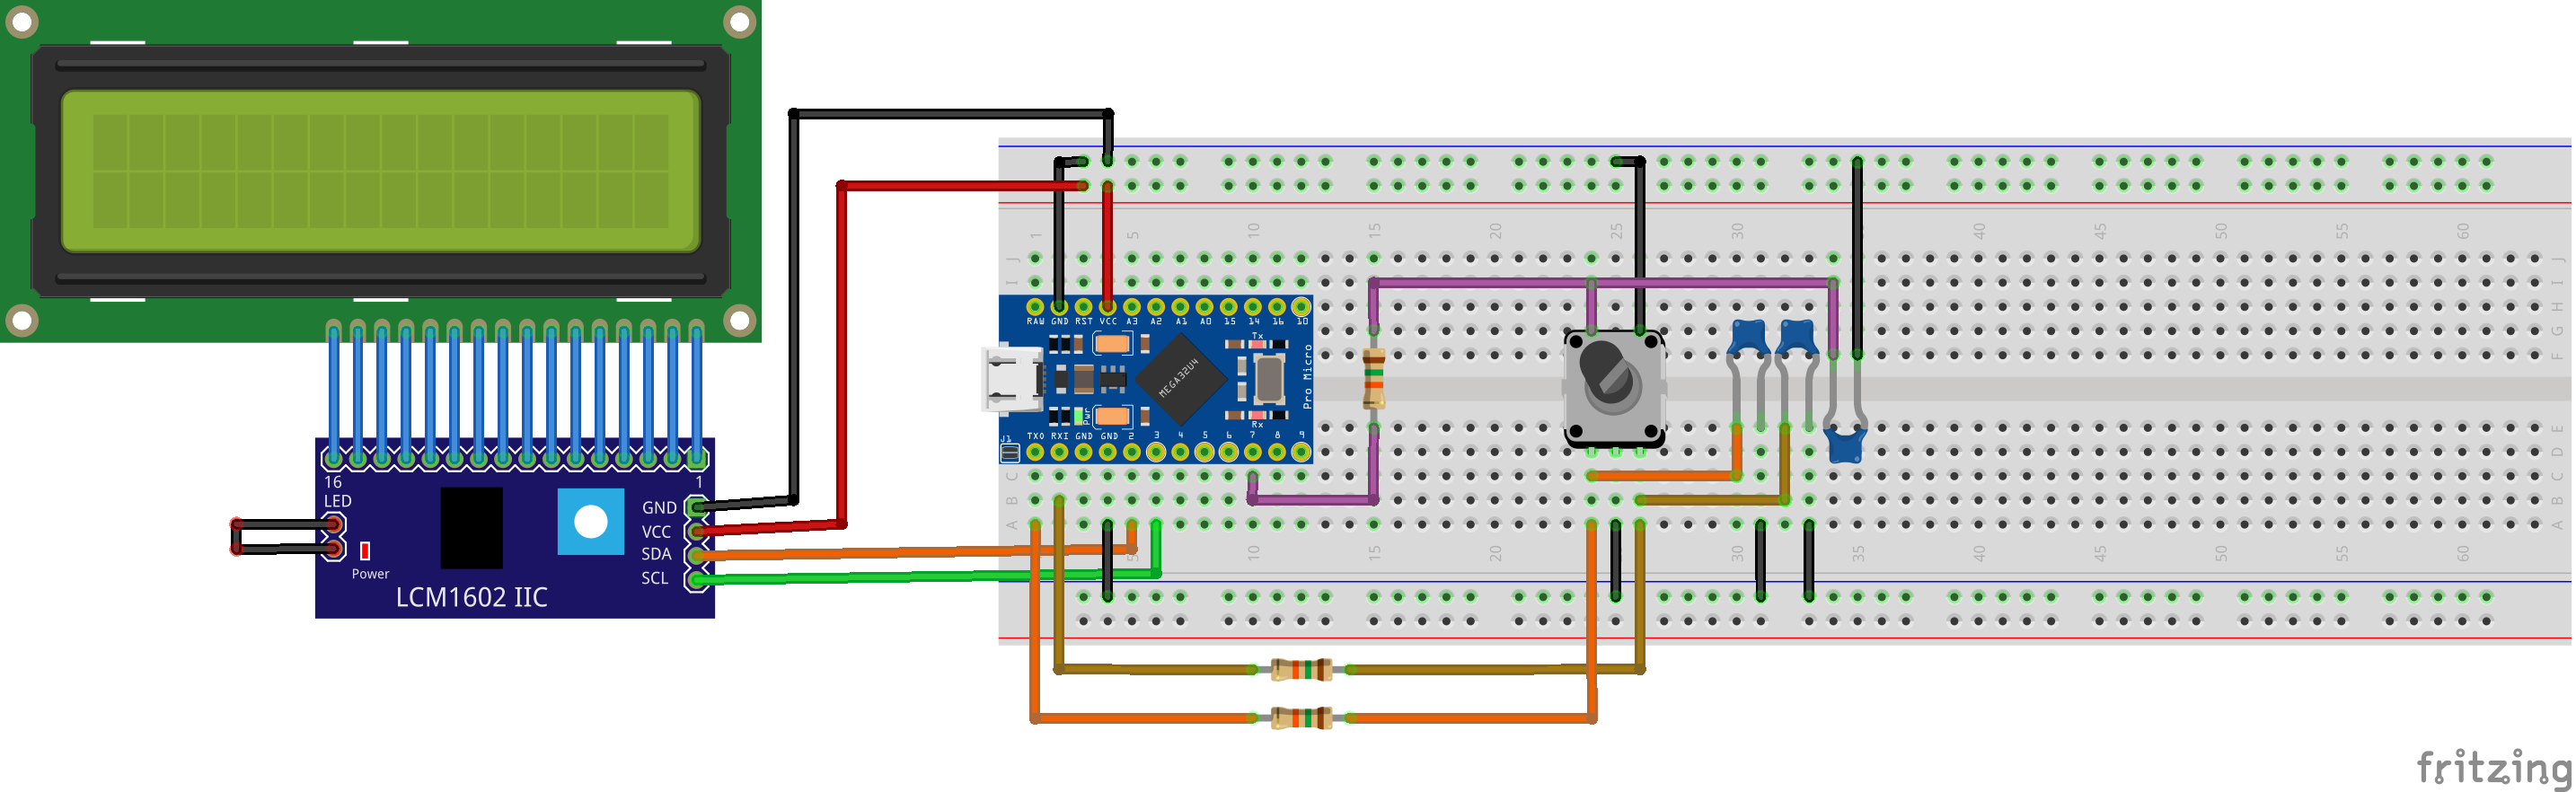 1 5 10 15 20 25 30 35 40 45 50 55 60
J J
I I
H H
G G
F F
RAW GND RST VCC A3 A2 A1 A0 15 14 16 10
Tx
MEGA32U4
Pro Micro
PWR
Rx
J1
TXO RXI GND GND 2 3 4 5 6 7 8 9
E
D
C C
B B
A A
5 10 15 20 25 30 35 40 45 50 55 60
16 1
LED
GND
VCC
SDA
SCL
Power
LCM1602 IIC
fritzing